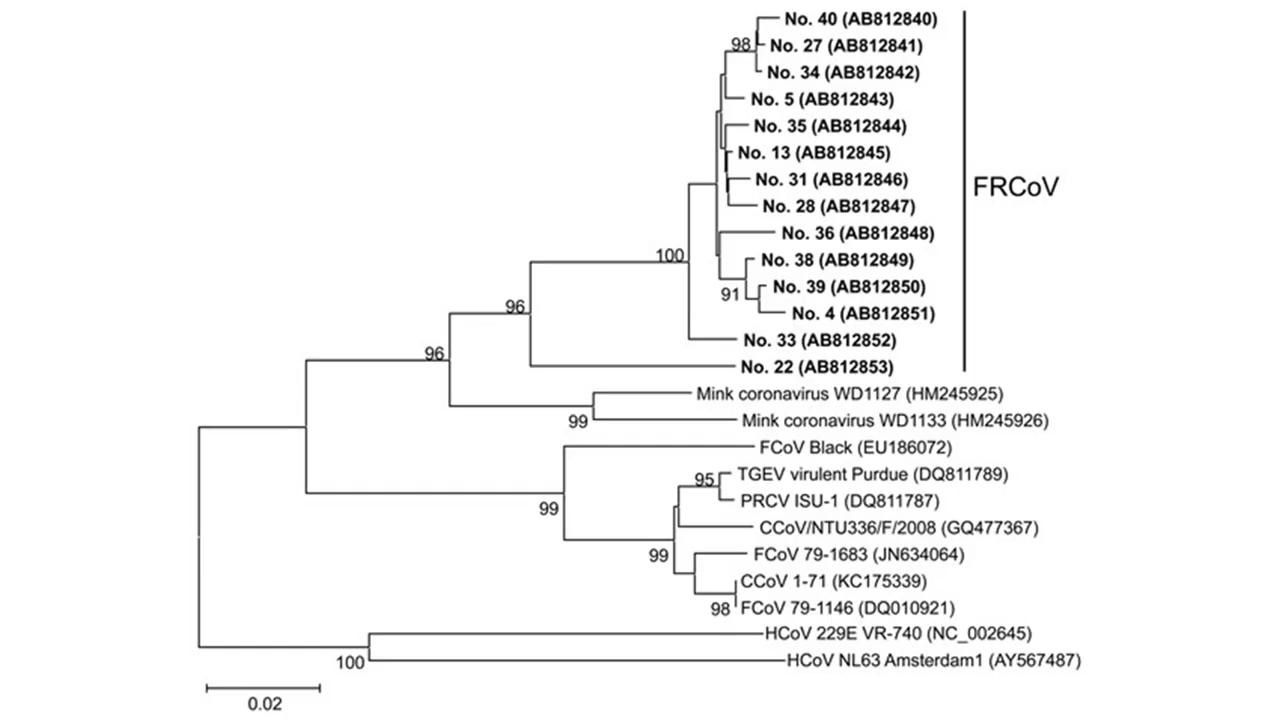 No. 40 (AB812840)
98
No. 27 (AB812841)
No. 34 (AB812842)
No. 5 (AB812843)
No. 35 (AB812844)
No. 13 (AB812845)
No. 31 (AB812846)
FRCoV
No. 28 (AB812847)
No. 36 (AB812848)
100
No. 38 (AB812849)
No. 39 (AB812850)
91
96
No. 4 (AB812851)
No. 33 (AB812852)
96
No. 22 (AB812853)
Mink coronavirus WD1127 (HM245925)
99
Mink coronavirus WD1133 (HM245926)
FCoV Black (EU186072)
95
TGEV virulent Purdue (DQ811789)
PRCV ISU-1 (DQ811787)
99
CCoV/NTU336/F/2008 (GQ477367)
99
FCoV 79-1683 (JN634064)
CCoV 1-71 (KC175339)
98
FCoV 79-1146 (DQ010921)
HCoV 229E VR-740 (NC_002645)
100
HCoV NL63 Amsterdam1 (AY567487)
0.02